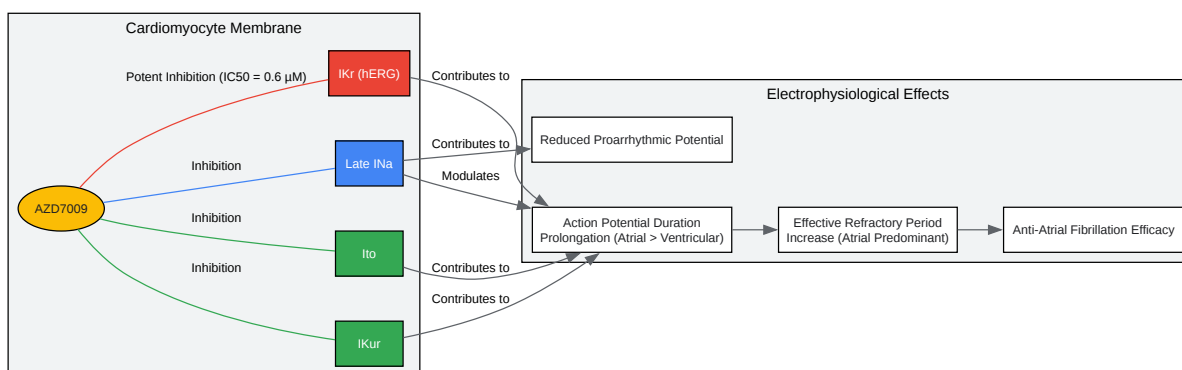 Cardiomyocyte Membrane
Potent Inhibition (IC50 = 0.6 µM)
IKr (hERG)
Contributes to
Electrophysiological Effects
Contributes to
Reduced Proarrhythmic Potential
Inhibition
Late INa
Modulates
AZD7009
Inhibition
Action Potential Duration
Prolongation (Atrial > Ventricular)
Effective Refractory Period
Increase (Atrial Predominant)
Anti-Atrial Fibrillation Efficacy
Ito
Inhibition
Contributes to
Contributes to
IKur